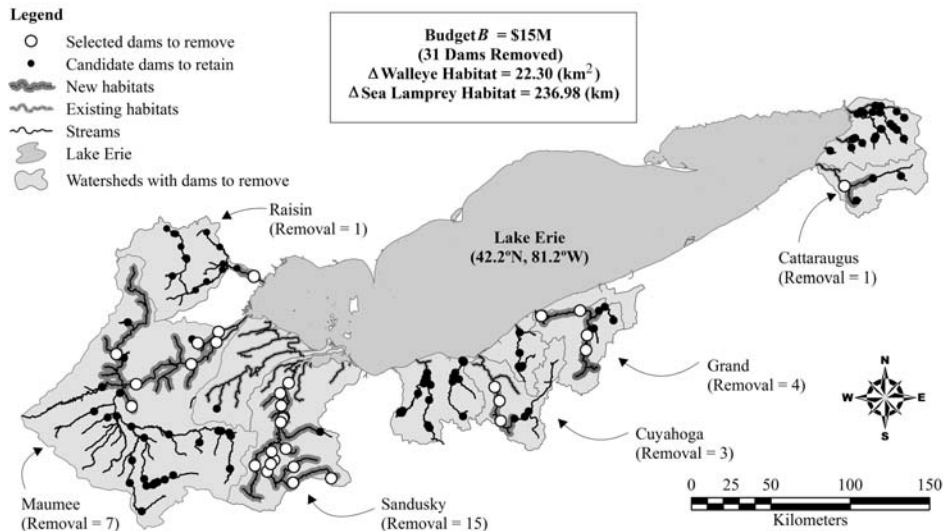 Legend
Selected dams to remove
Candidate dams to retain
New habitats
Existing habitats
Streams
Lake Erie
Watersheds with dams to remove
Budget B = $15M
(31 Dams Removed)
Δ Walleye Habitat = 22.30 (km²)
Δ Sea Lamprey Habitat = 236.98 (km)
Raisin
(Removal = 1)
Lake Erie
(42.2ºN, 81.2ºW)
Cattaraugus
(Removal = 1)
Grand
(Removal = 4)
Cuyahoga
(Removal = 3)
Maumee
(Removal = 7)
Sandusky
(Removal = 15)
N
W E
S
0 25 50 100 150
Kilometers